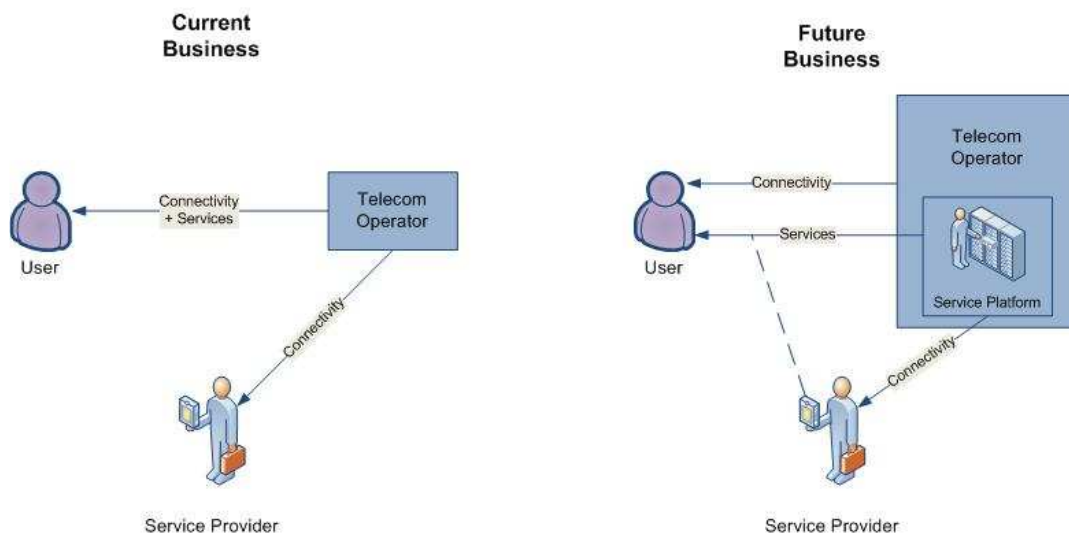 Current
Business
Connectivity
+ Services
Telecom
Operator
User
Connectivity
Service Provider
Future
Business
Telecom
Operator
Connectivity
Services
User
Service Platform
Connectivity
Service Provider